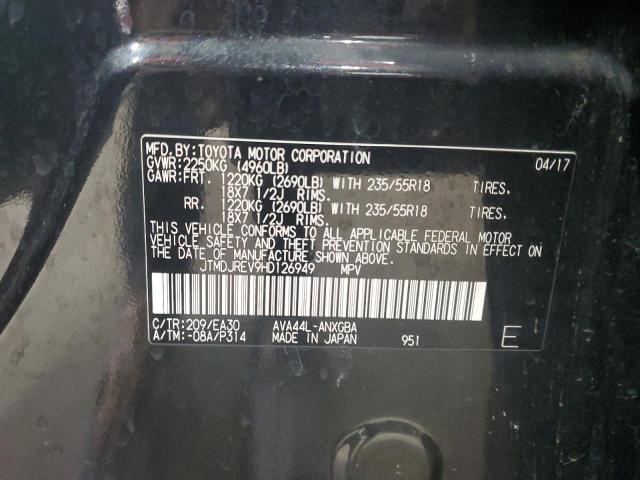 MFD. BY: TOYOTA MOTOR CORPORATION 04/17
GVWR: 2250KG (4960LB)
GAWR: FRT. 1220KG (2690LB) WITH 235/55R18 TIRES,
18X7 1/2J RIMS.
RR. 1220KG (2690LB) WITH 235/55R18 TIRES,
18X7 1/2J RIMS.
THIS VEHICLE CONFORMS TO ALL APPLICABLE FEDERAL MOTOR
VEHICLE SAFETY AND THEFT PREVENTION STANDARDS IN EFFECT ON
THE DATE OF MANUFACTURE SHOWN ABOVE.
JTMDJREV9HD126949 MPV
C/TR: 209/EA30 AVA44L-ANXGBA
A/TM: -08A/P314 MADE IN JAPAN 951 E